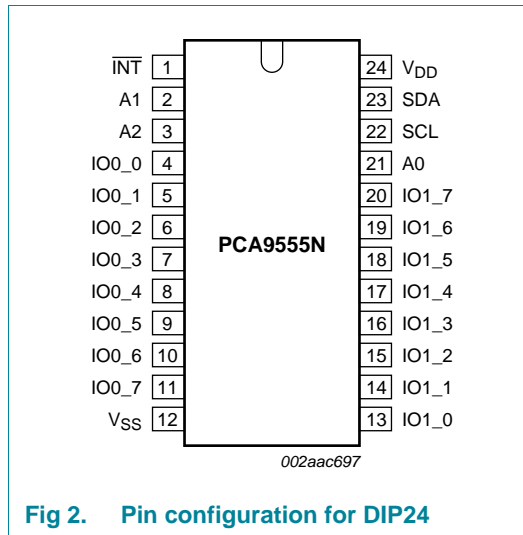 INT 1 24 VDD
A1 2 23 SDA
A2 3 22 SCL
IO0_0 4 21 A0
IO0_1 5 20 IO1_7
IO0_2 6 19 IO1_6
PCA9555N
IO0_3 7 18 IO1_5
IO0_4 8 17 IO1_4
IO0_5 9 16 IO1_3
IO0_6 10 15 IO1_2
IO0_7 11 14 IO1_1
VSS 12 13 IO1_0
002aac697
Fig 2. Pin configuration for DIP24